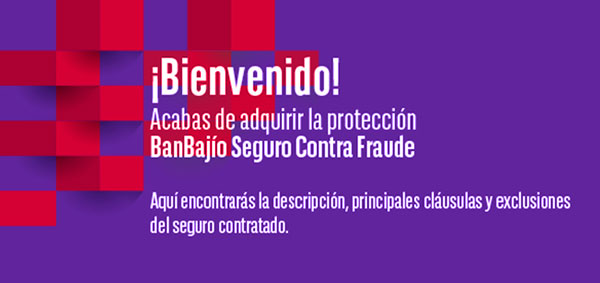 ¡Bienvenido!
Acabas de adquirir la protección
BanBajío Seguro Contra Fraude
Aquí encontrarás la descripción, principales cláusulas y exclusiones
del seguro contratado.